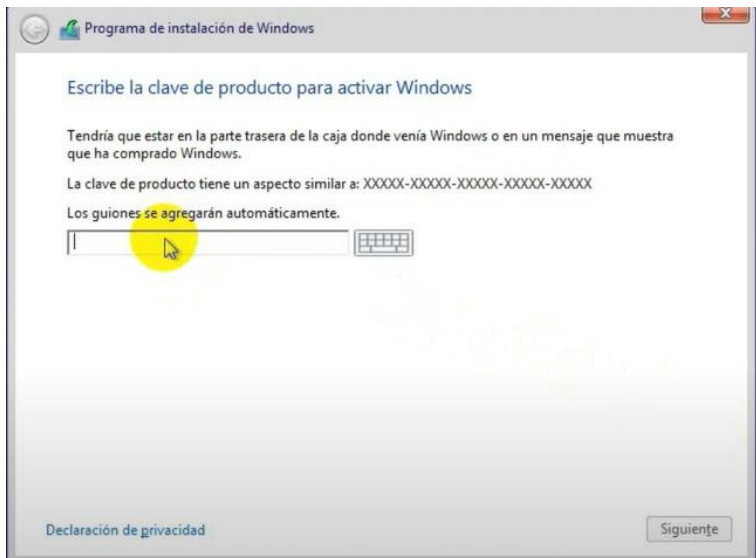 Programa de instalación de Windows
Escribe la clave de producto para activar Windows
Tendría que estar en la parte trasera de la caja donde venía Windows o en un mensaje que muestra
que ha comprado Windows.
La clave de producto tiene un aspecto similar a: XXXXX-XXXXX-XXXXX-XXXXX-XXXXX
Los guiones se agregarán automáticamente.
Declaración de privacidad
Siguiente